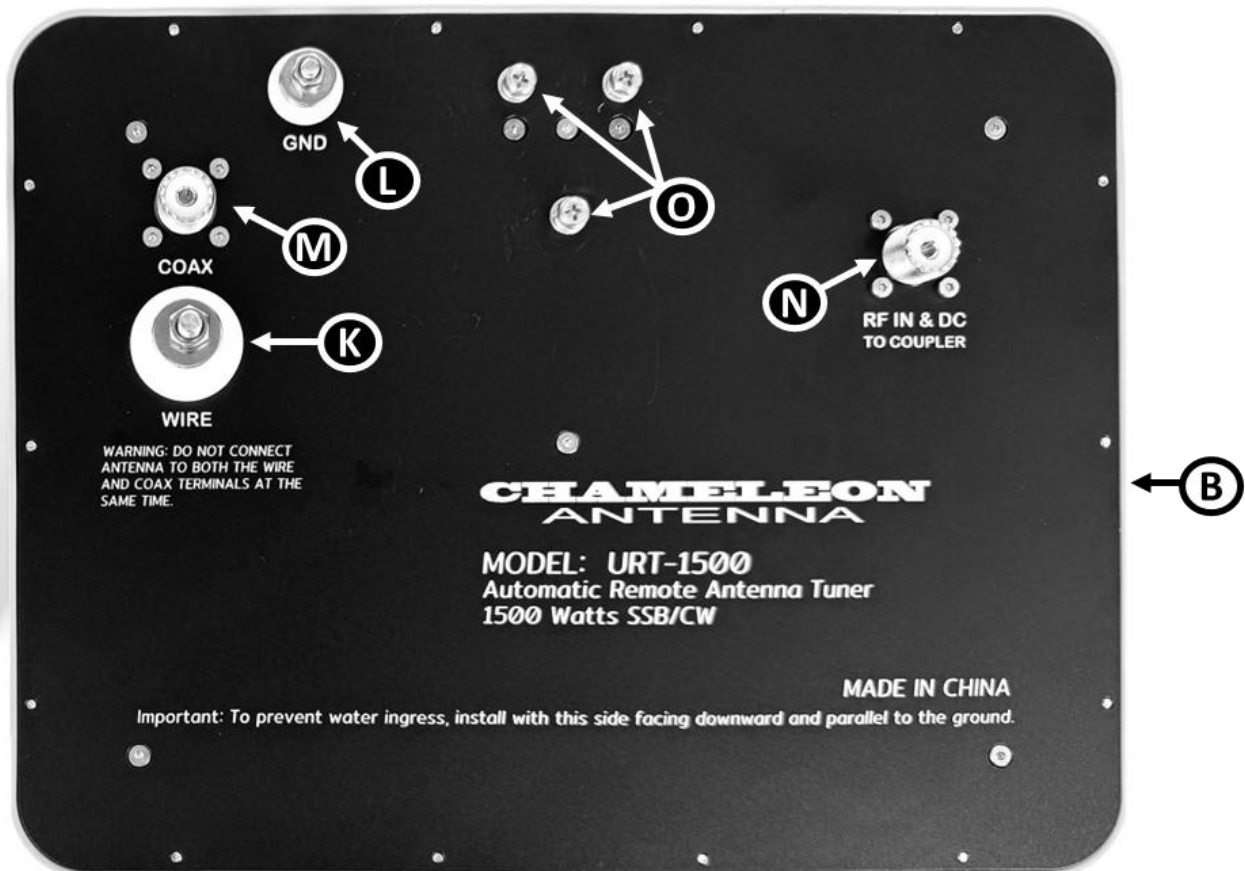 GND
L
O
M
COAX
N
RF IN & DC
TO COUPLER
K
WIRE
WARNING: DO NOT CONNECT
ANTENNA TO BOTH THE WIRE
AND COAX TERMINALS AT THE
SAME TIME.
B
CHAMELEON
ANTENNA
MODEL: URT-1500
Automatic Remote Antenna Tuner
1500 Watts SSB/CW
MADE IN CHINA
Important: To prevent water ingress, install with this side facing downward and parallel to the ground.